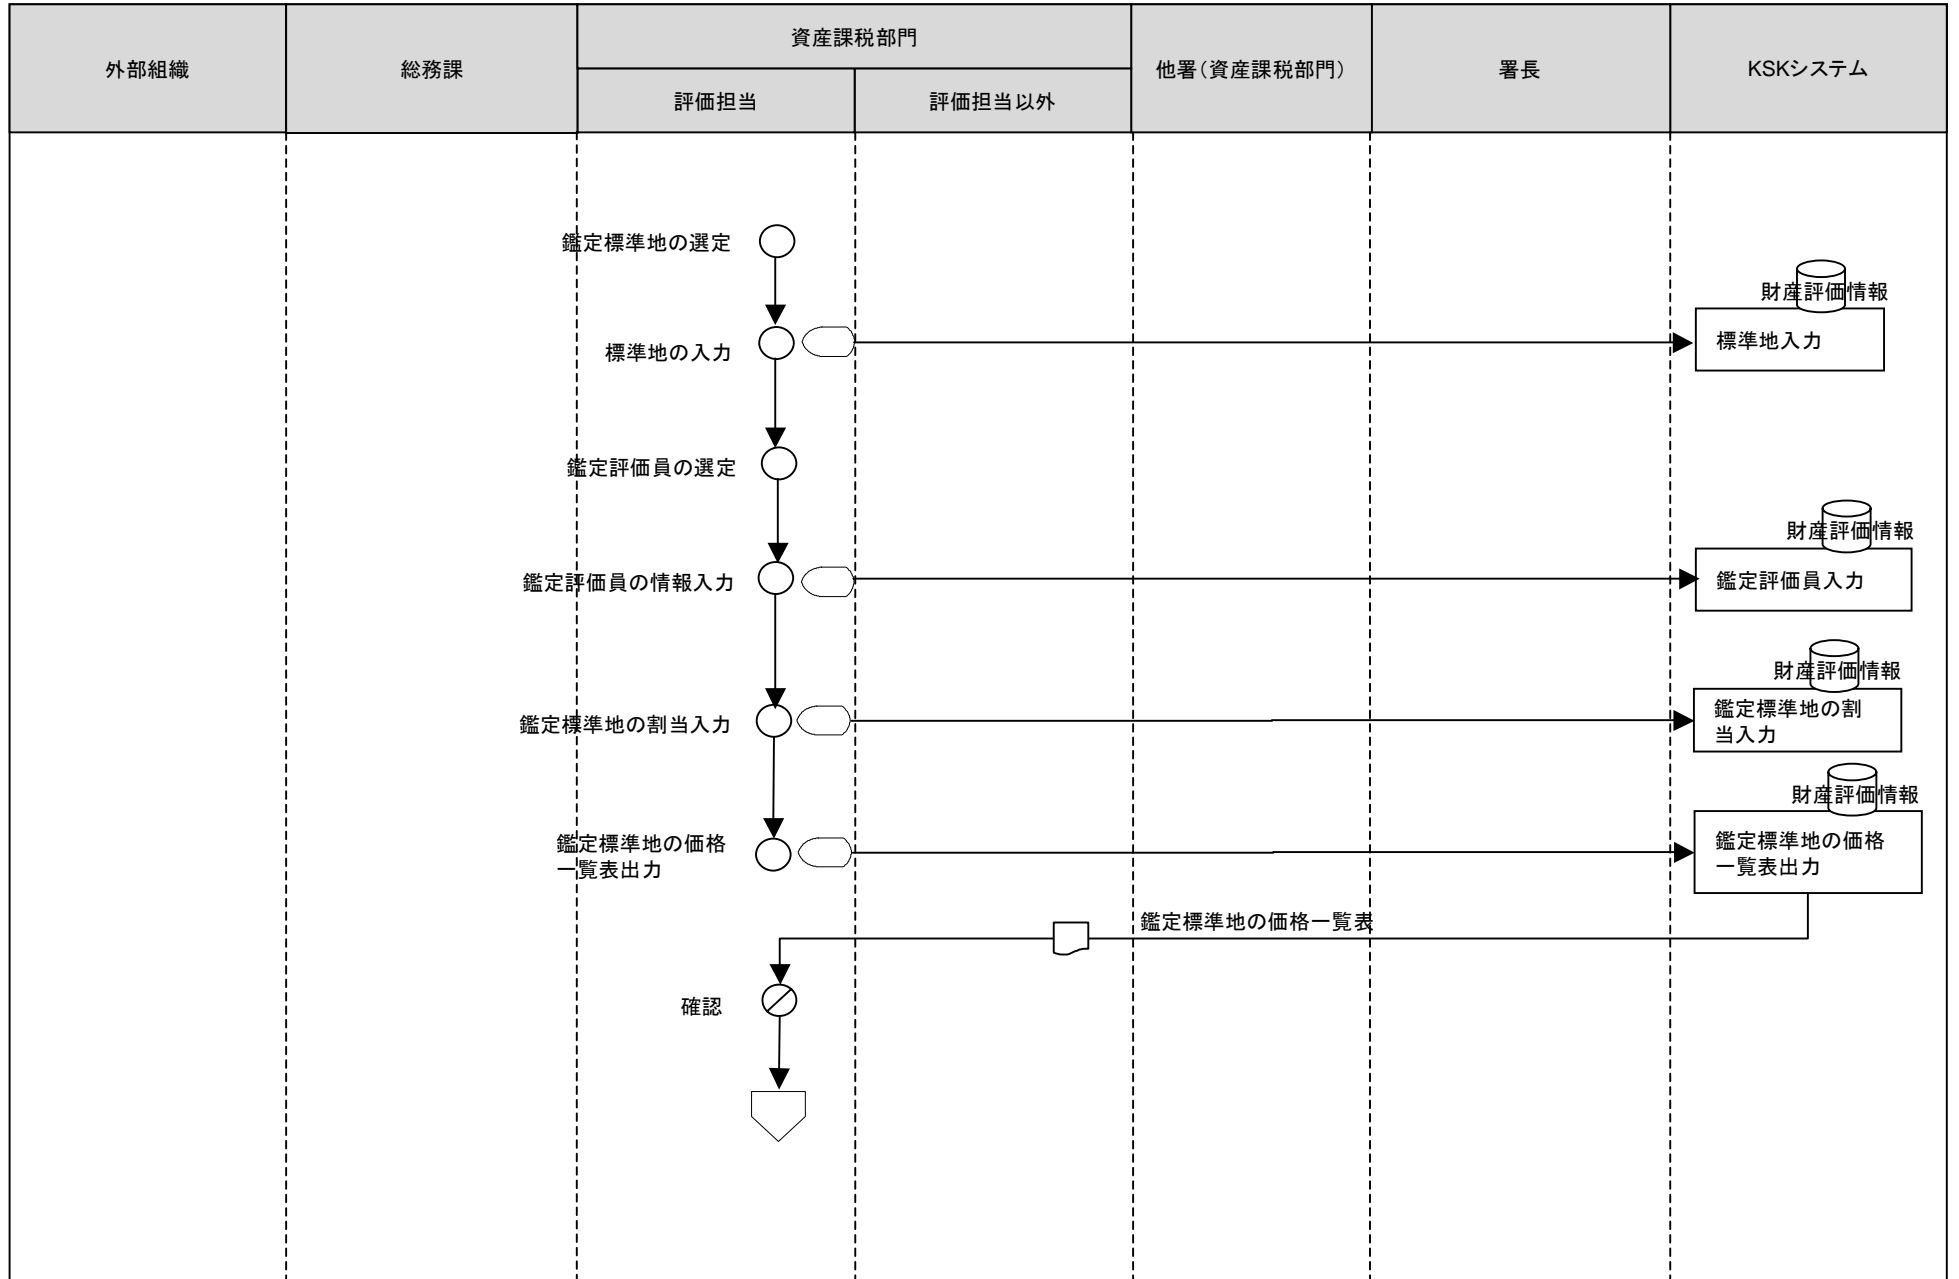 外部組織
総務課
資産課税部門
評価担当
評価担当以外
他署（資産課税部門）
署長
KSKシステム
鑑定標準地の選定
財産評価情報
標準地の入力
標準地入力
鑑定評価員の選定
財産評価情報
鑑定評価員の情報入力
鑑定評価員入力
財産評価情報
鑑定標準地の割当入力
鑑定標準地の割
当入力
財産評価情報
鑑定標準地の価格
一覧表出力
鑑定標準地の価格
一覧表出力
鑑定標準地の価格一覧表
確認